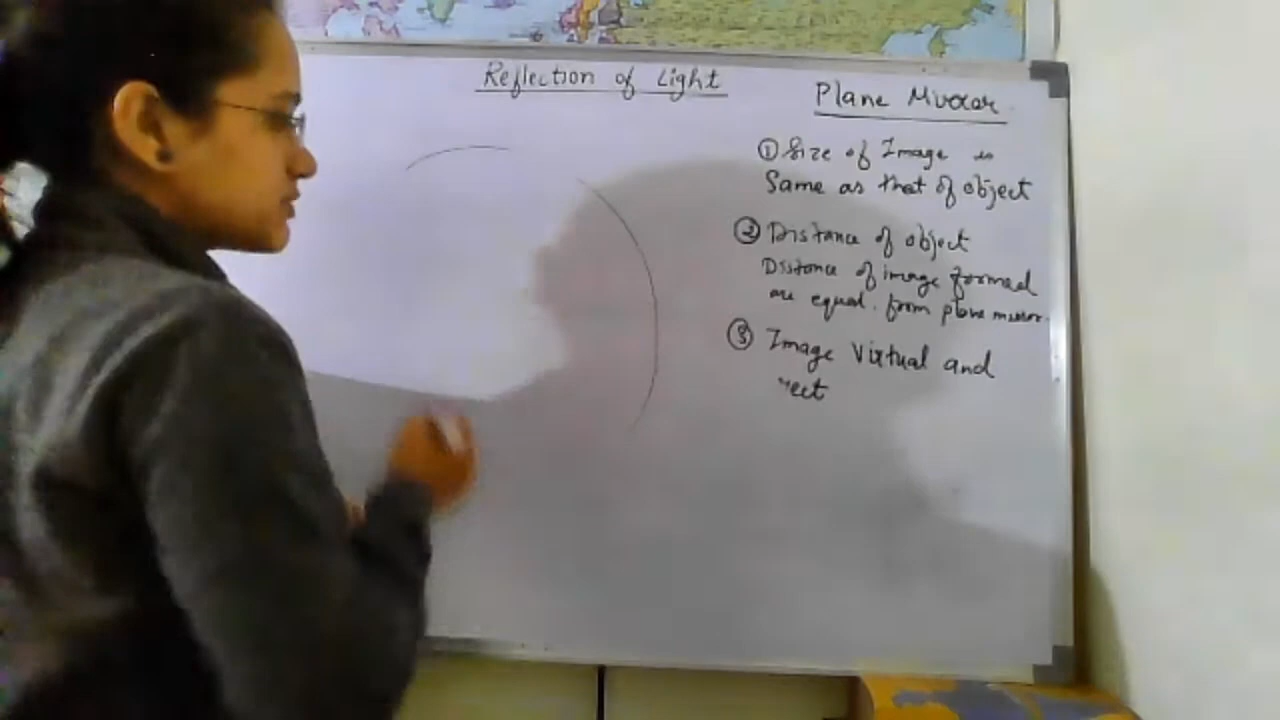 Reflection of Light
Plane Mirror
① Size of Image is
Same as that of object
② Distance of object
Distance of image formed
are equal. from plane mirror.
③ Image Virtual and
rect